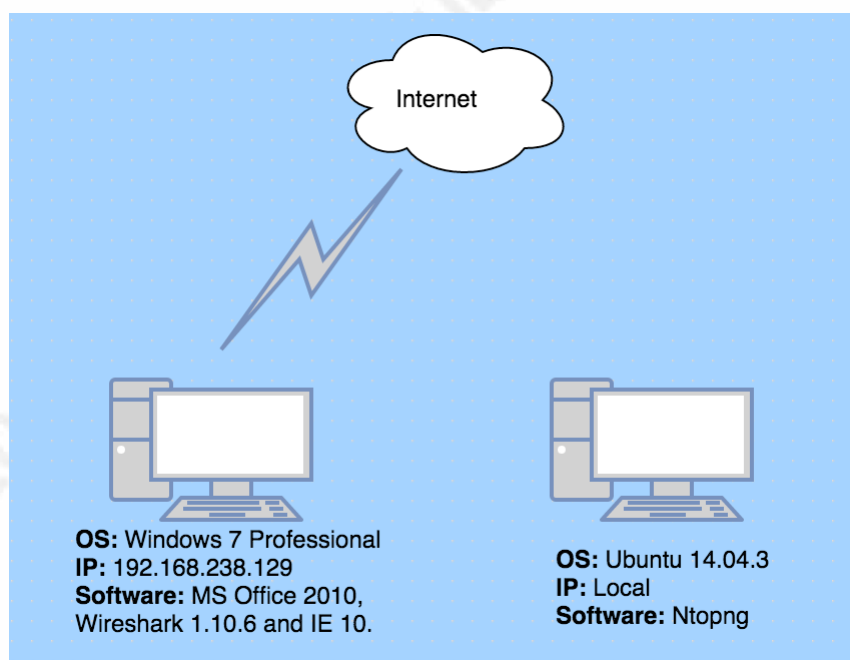 Internet
OS: Windows 7 Professional
IP: 192.168.238.129
Software: MS Office 2010,
Wireshark 1.10.6 and IE 10.
OS: Ubuntu 14.04.3
IP: Local
Software: Ntopng